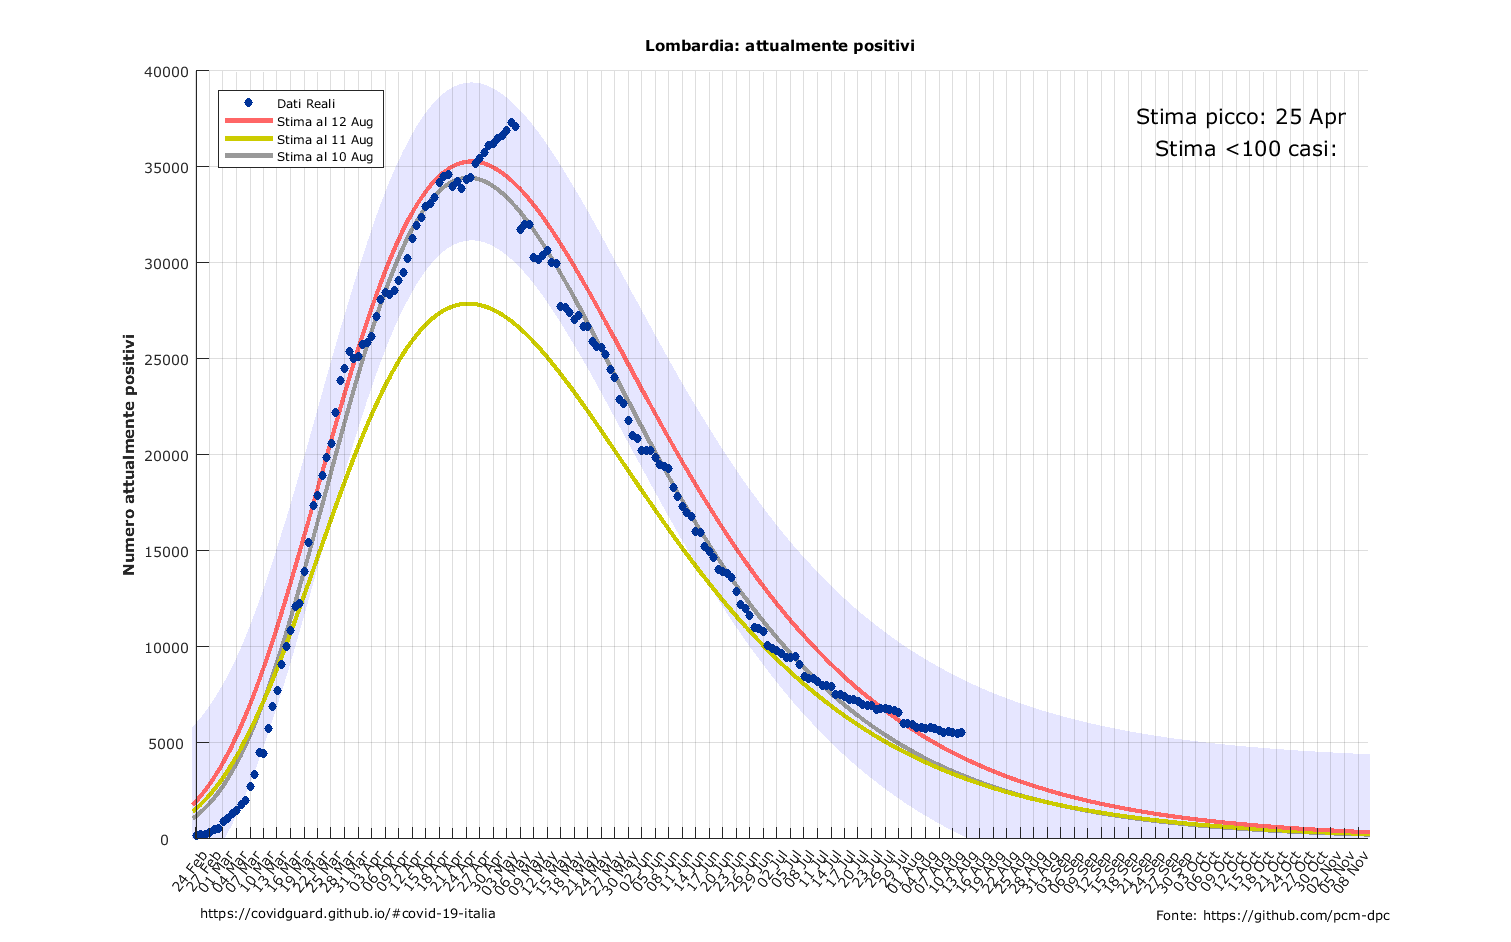 Lombardia: attualmente positivi
40000
35000
30000
25000
20000
15000
10000
5000
0
Numero attualmente positivi
Dati Reali
Stima al 12 Aug
Stima al 11 Aug
Stima al 10 Aug
Stima picco: 25 Apr
Stima <100 casi:
24 Feb
27 Feb
01 Mar
04 Mar
07 Mar
10 Mar
13 Mar
16 Mar
19 Mar
22 Mar
25 Mar
28 Mar
31 Mar
03 Apr
06 Apr
09 Apr
12 Apr
15 Apr
18 Apr
21 Apr
24 Apr
27 Apr
30 Apr
03 May
06 May
09 May
12 May
15 May
18 May
21 May
24 May
27 May
30 May
02 Jun
05 Jun
08 Jun
11 Jun
14 Jun
17 Jun
20 Jun
23 Jun
26 Jun
29 Jun
02 Jul
05 Jul
08 Jul
11 Jul
14 Jul
17 Jul
20 Jul
23 Jul
26 Jul
29 Jul
01 Aug
04 Aug
07 Aug
10 Aug
13 Aug
16 Aug
19 Aug
22 Aug
25 Aug
28 Aug
31 Aug
03 Sep
06 Sep
09 Sep
12 Sep
15 Sep
18 Sep
21 Sep
24 Sep
27 Sep
30 Sep
03 Oct
06 Oct
09 Oct
12 Oct
15 Oct
18 Oct
21 Oct
24 Oct
27 Oct
30 Oct
02 Nov
05 Nov
08 Nov
https://covidguard.github.io/#covid-19-italia
Fonte: https://github.com/pcm-dpc